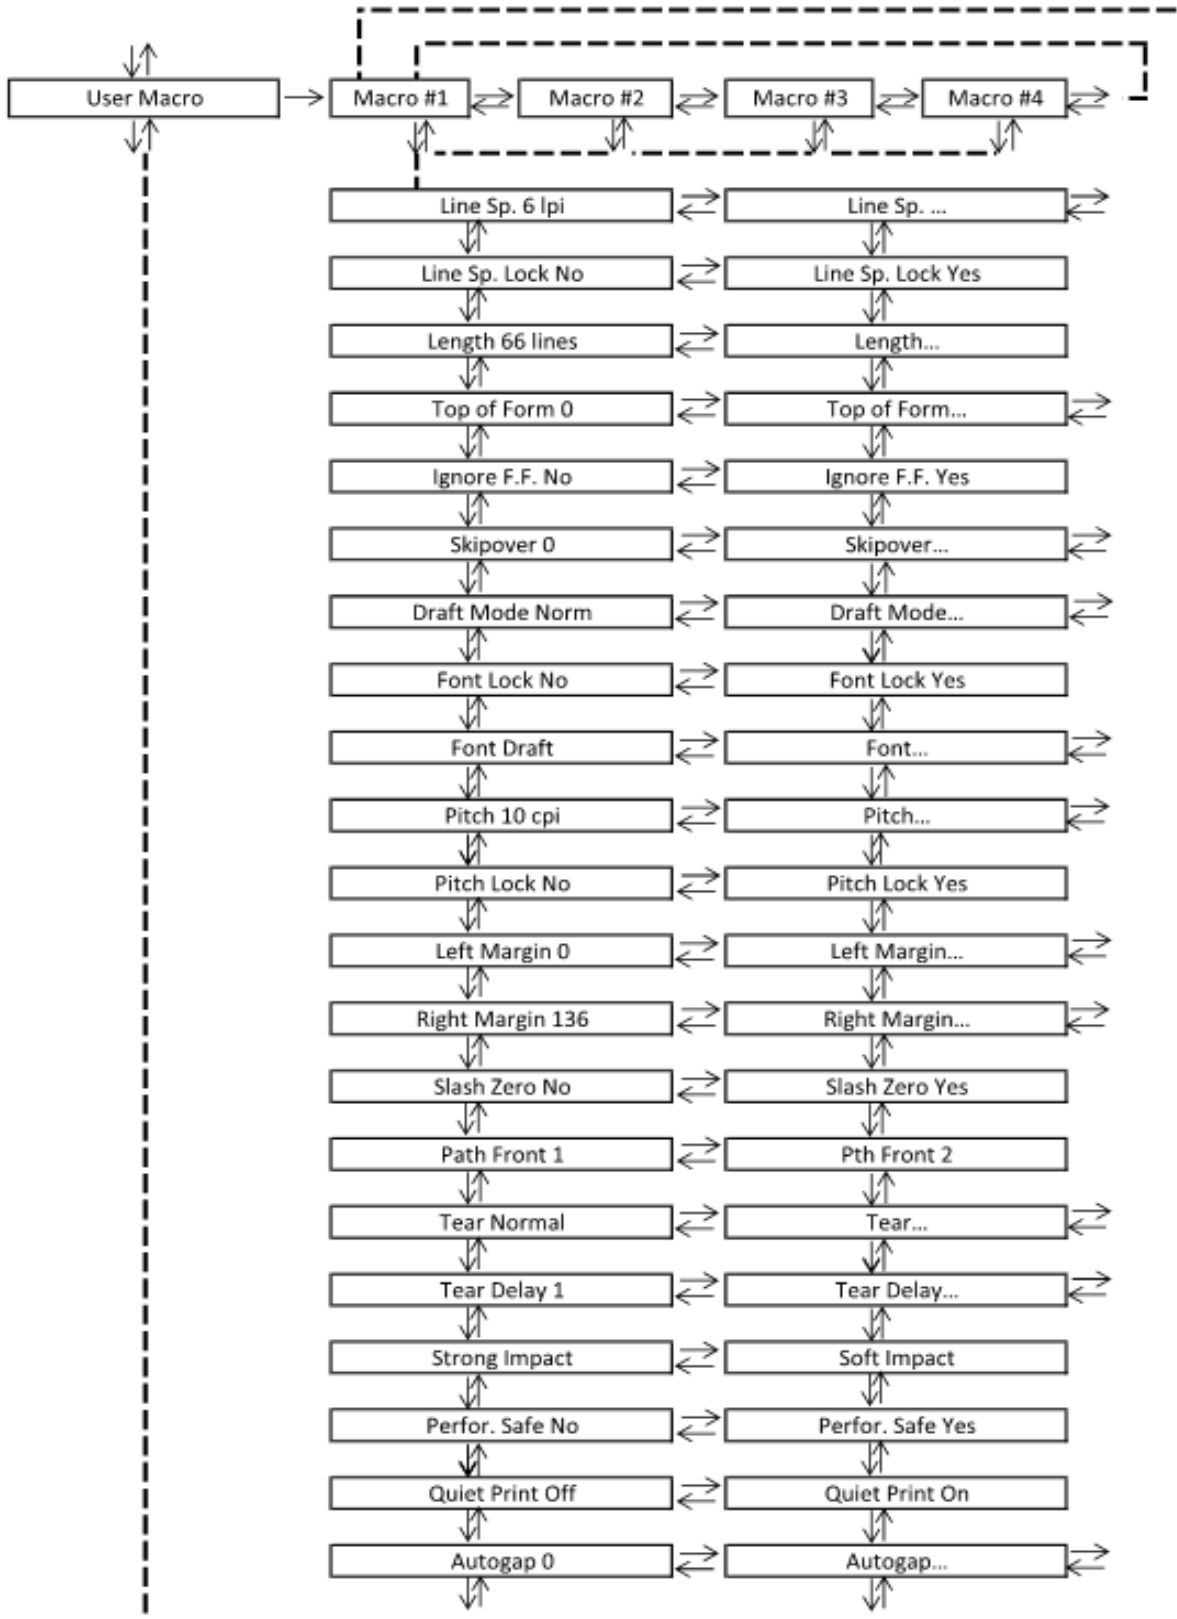 User Macro
Macro #1
Macro #2
Macro #3
Macro #4
Line Sp. 6 lpi
Line Sp. ...
Line Sp. Lock No
Line Sp. Lock Yes
Length 66 lines
Length...
Top of Form 0
Top of Form...
Ignore F.F. No
Ignore F.F. Yes
Skipover 0
Skipover...
Draft Mode Norm
Draft Mode...
Font Lock No
Font Lock Yes
Font Draft
Font...
Pitch 10 cpi
Pitch...
Pitch Lock No
Pitch Lock Yes
Left Margin 0
Left Margin...
Right Margin 136
Right Margin...
Slash Zero No
Slash Zero Yes
Path Front 1
Pth Front 2
Tear Normal
Tear...
Tear Delay 1
Tear Delay...
Strong Impact
Soft Impact
Perfor. Safe No
Perfor. Safe Yes
Quiet Print Off
Quiet Print On
Autogap 0
Autogap...